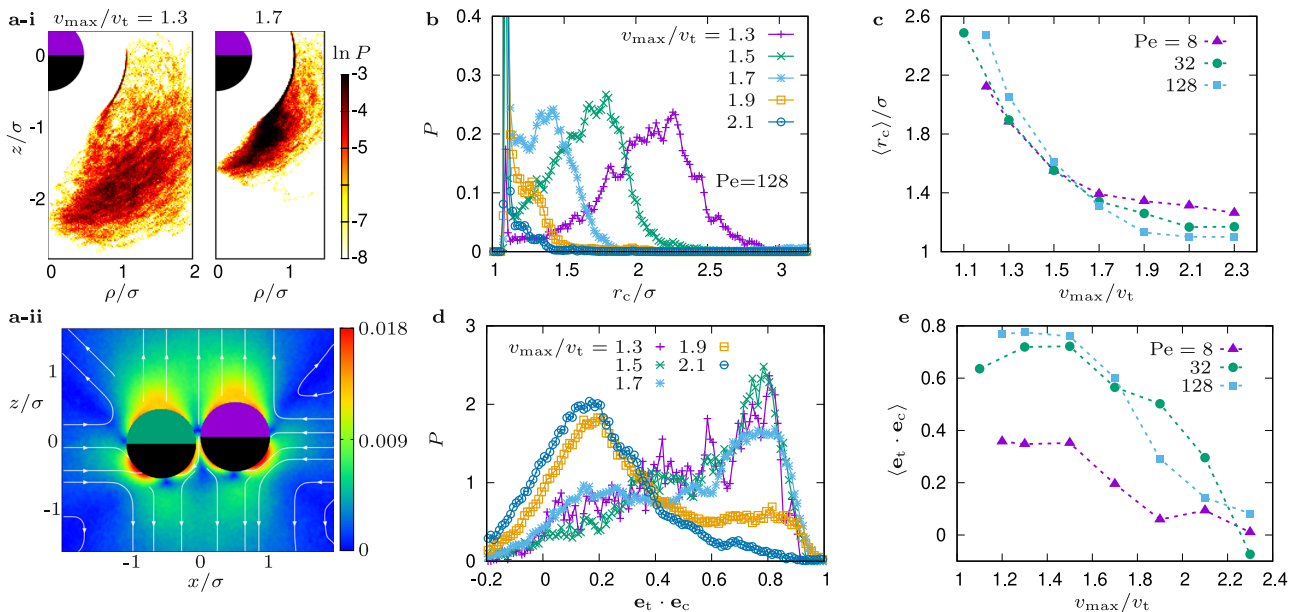 a-i
v_max/v_t = 1.3
1.7
ln P
0
-1
-2
z/σ
-3
-4
-5
-6
-7
-8
0 1 2
0 1
ρ/σ
ρ/σ
b
v_max/v_t = 1.3
1.5
1.7
1.9
2.1
Pe=128
0.4
0.3
0.2
0.1
0
P
1 1.5 2 2.5 3
r_c/σ
c
Pe = 8
32
128
2.6
2.2
1.8
1.4
1
⟨r_c⟩/σ
1.1 1.3 1.5 1.7 1.9 2.1 2.3
v_max/v_t
a-ii
0.018
0.009
0
1
0
-1
z/σ
-1 0 1
x/σ
d
v_max/v_t = 1.3
1.5
1.7
1.9
2.1
3
2
1
0
P
-0.2 0 0.2 0.4 0.6 0.8 1
e_t · e_c
e
Pe = 8
32
128
0.8
0.6
0.4
0.2
0
⟨e_t · e_c⟩
1 1.2 1.4 1.6 1.8 2 2.2 2.4
v_max/v_t